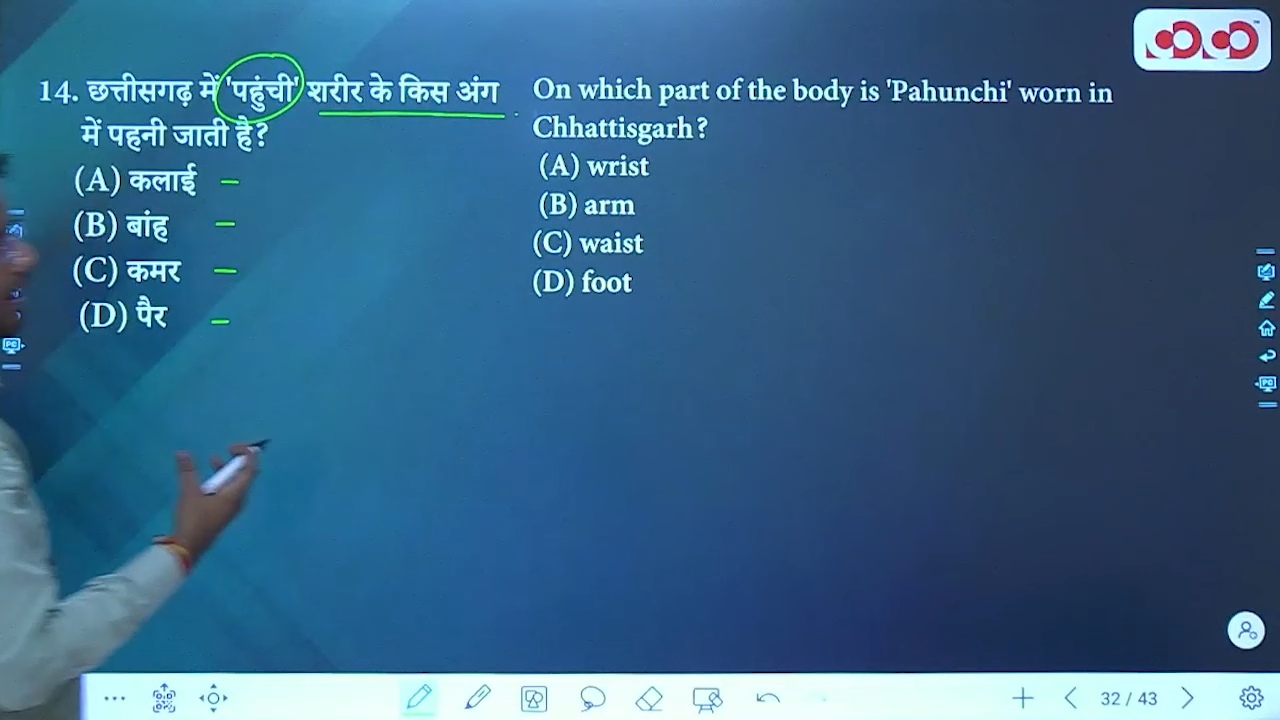 14. छत्तीसगढ़ में 'पहुंची' शरीर के किस अंग
में पहनी जाती है?
(A) कलाई
(B) बांह
(C) कमर
(D) पैर
On which part of the body is 'Pahunchi' worn in
Chhattisgarh?
(A) wrist
(B) arm
(C) waist
(D) foot
32 / 43